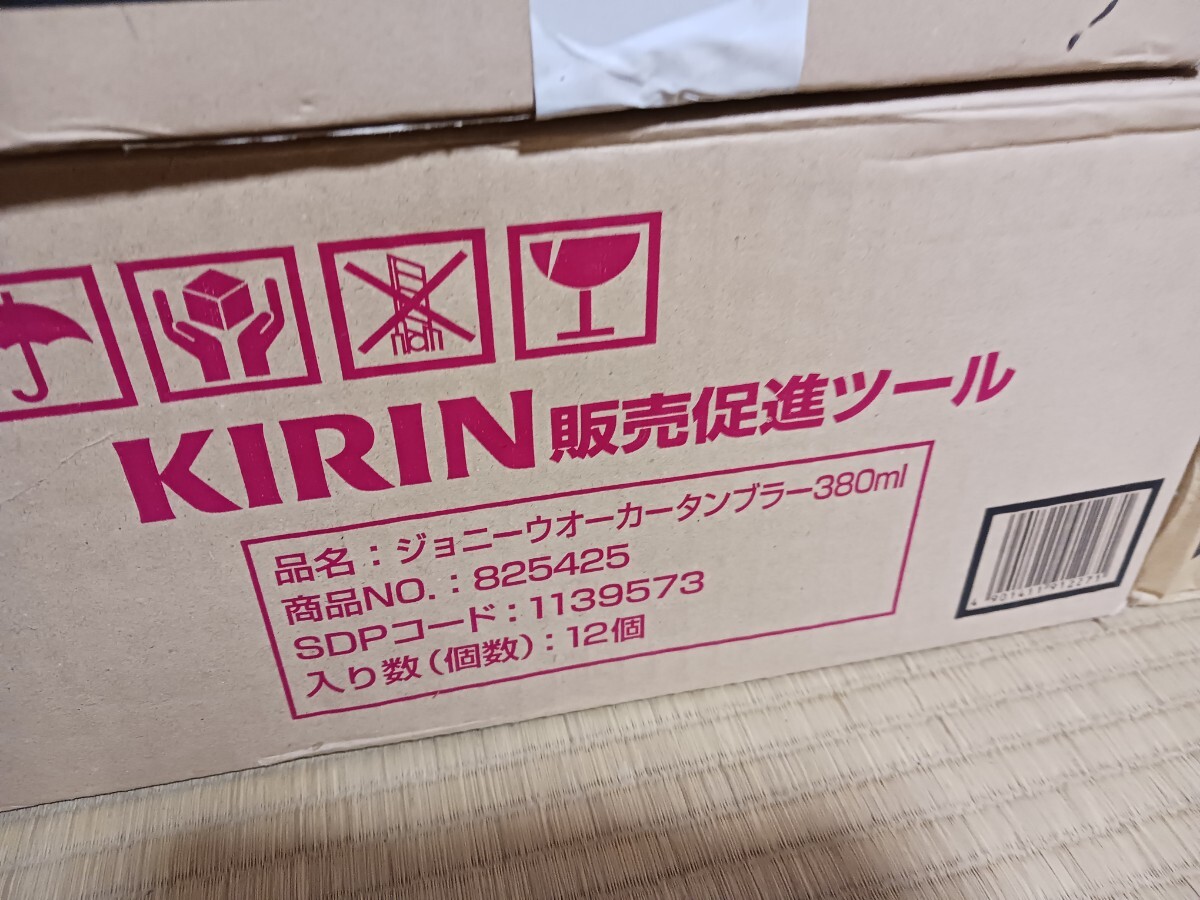 KIRIN 販売促進ツール
品名：ジョニーウオーカータンブラー380ml
商品NO.：825425
SDPコード：1139573
入り数(個数)：12個
4901411912271